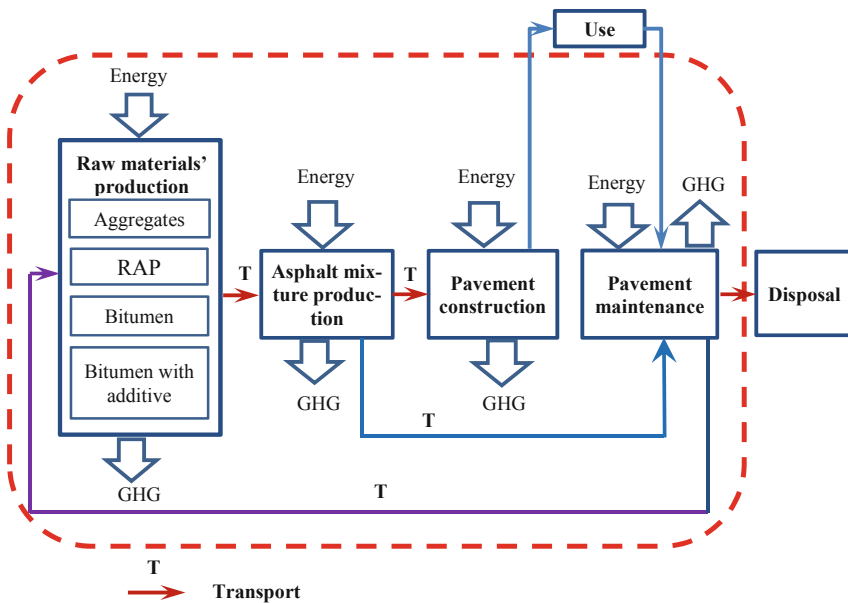 Use
Energy
Raw materials'
production
Aggregates
RAP
Bitumen
Bitumen with
additive
GHG
T
Energy
Asphalt mix-
ture produc-
tion
GHG
T
Energy
Pavement
construction
GHG
Energy
GHG
Pavement
maintenance
Disposal
T
T
T
Transport